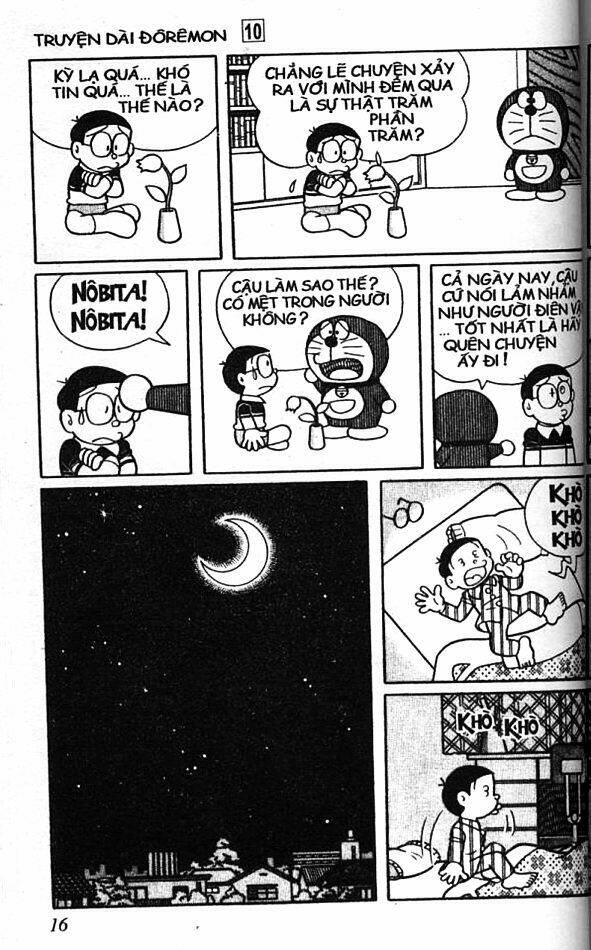 TRUYỆN DÀI ĐÔRÊMON 10
KỲ LẠ QUÁ... KHÓ
TIN QUÁ... THẾ LÀ
THẾ NÀO?
CHẲNG LẼ CHUYỆN XẢY
RA VỚI MÌNH ĐÊM QUA
LÀ SỰ THẬT TRĂM
PHẦN
TRĂM?
NÔBITA!
NÔBITA!
CẬU LÀM SAO THẾ?
CÓ MỆT TRONG NGƯỜI
KHÔNG?
CẢ NGÀY NAY, CẬU
CỨ NÓI LẢM NHẢM
NHƯ NGƯỜI ĐIÊN
... TỐT NHẤT LÀ HÃY
QUÊN CHUYỆN
ẤY ĐI!
KHÒ
KHÒ
KHÒ
KHÒ KHÒ
16